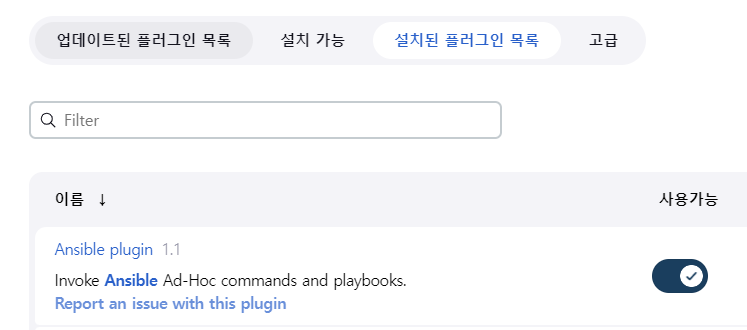 업데이트된 플러그인 목록 설치 가능 설치된 플러그인 목록 고급
Filter
이름 ↓ 사용가능
Ansible plugin 1.1
Invoke Ansible Ad-Hoc commands and playbooks.
Report an issue with this plugin